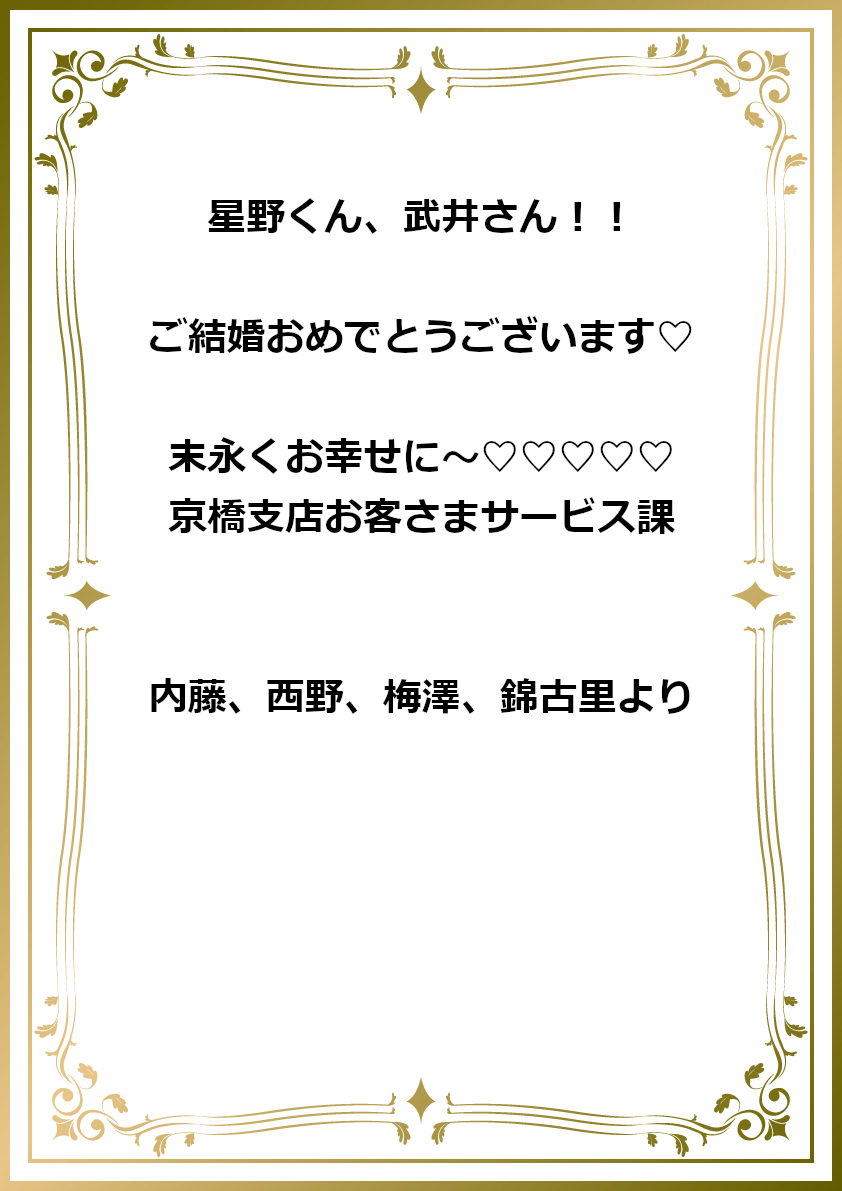 星野くん、武井さん！！
ご結婚おめでとうございます♡
末永くお幸せに～♡♡♡♡♡
京橋支店お客さまサービス課
内藤、西野、梅澤、錦古里より